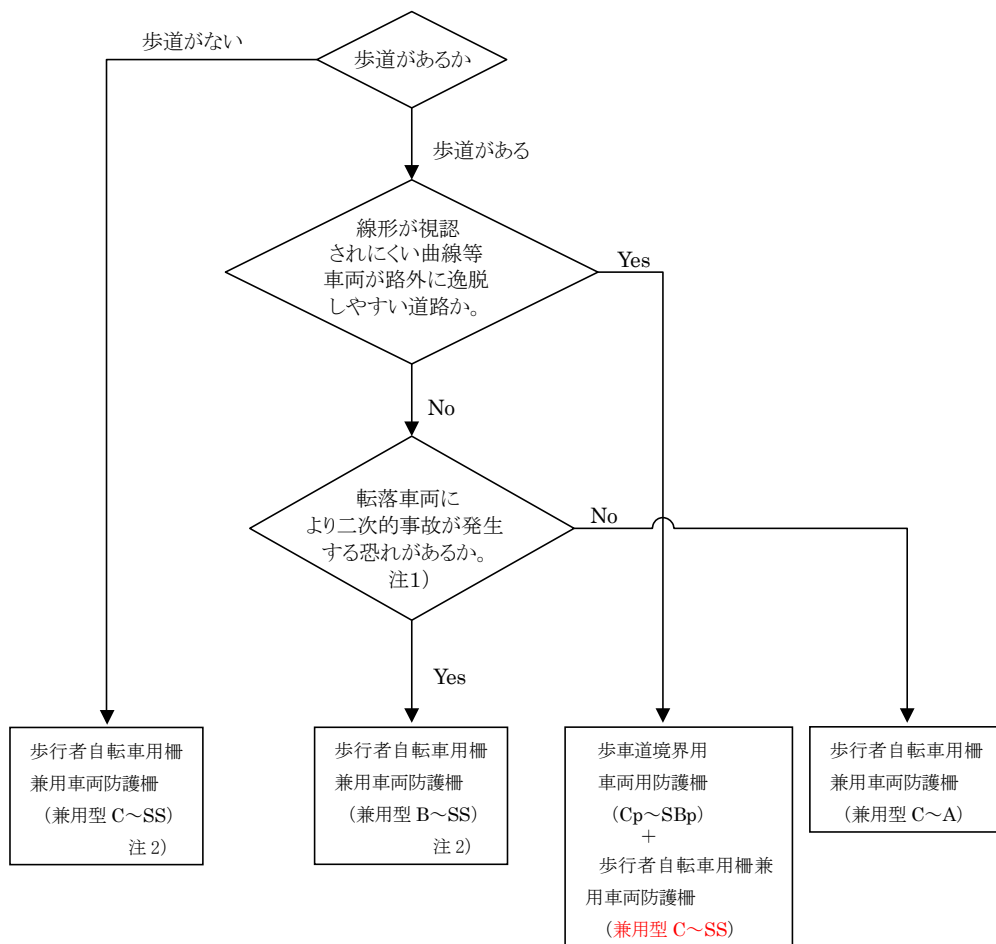 歩道がない
歩道があるか
歩道がある
線形が視認
されにくい曲線等
車両が路外に逸脱
しやすい道路か。
Yes
No
転落車両に
より二次的事故が発生
する恐れがあるか。
注1)
No
Yes
歩行者自転車用柵
兼用車両防護柵
(兼用型 C~SS)
注 2)
歩行者自転車用柵
兼用車両防護柵
(兼用型 B~SS)
注 2)
歩車道境界用
車両用防護柵
(Cp~SBp)
+
歩行者自転車用柵兼
用車両防護柵
(兼用型 C~SS)
歩行者自転車用柵
兼用車両防護柵
(兼用型 C~A)